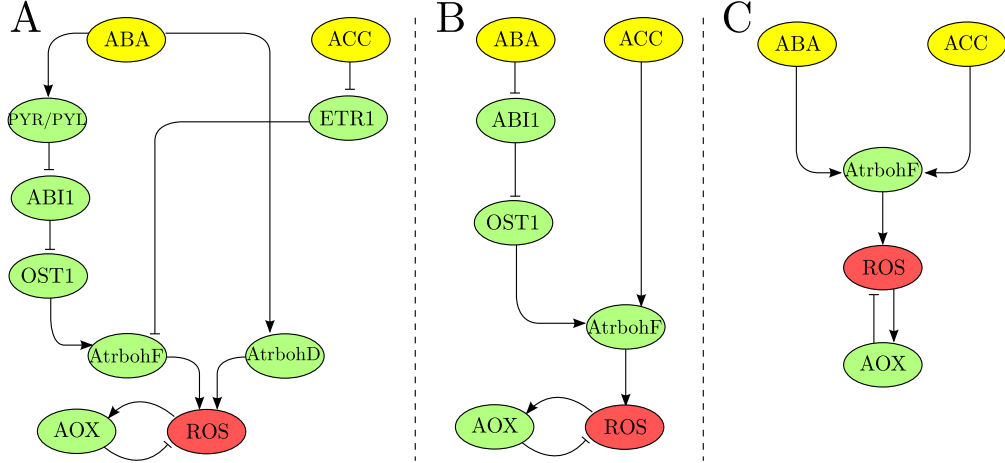 A
ABA
ACC
PYR/PYL
ETR1
ABI1
OST1
AtrbohF
AtrbohD
AOX
ROS
B
ABA
ACC
ABI1
OST1
AtrbohF
AOX
ROS
C
ABA
ACC
AtrbohF
ROS
AOX